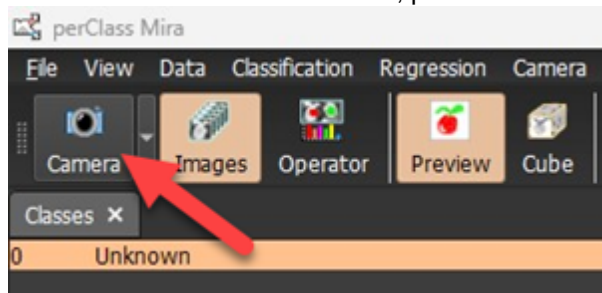 perClass Mira
File View Data Classification Regression Camera
Camera Images Operator Preview Cube
Classes ×
0 Unknown